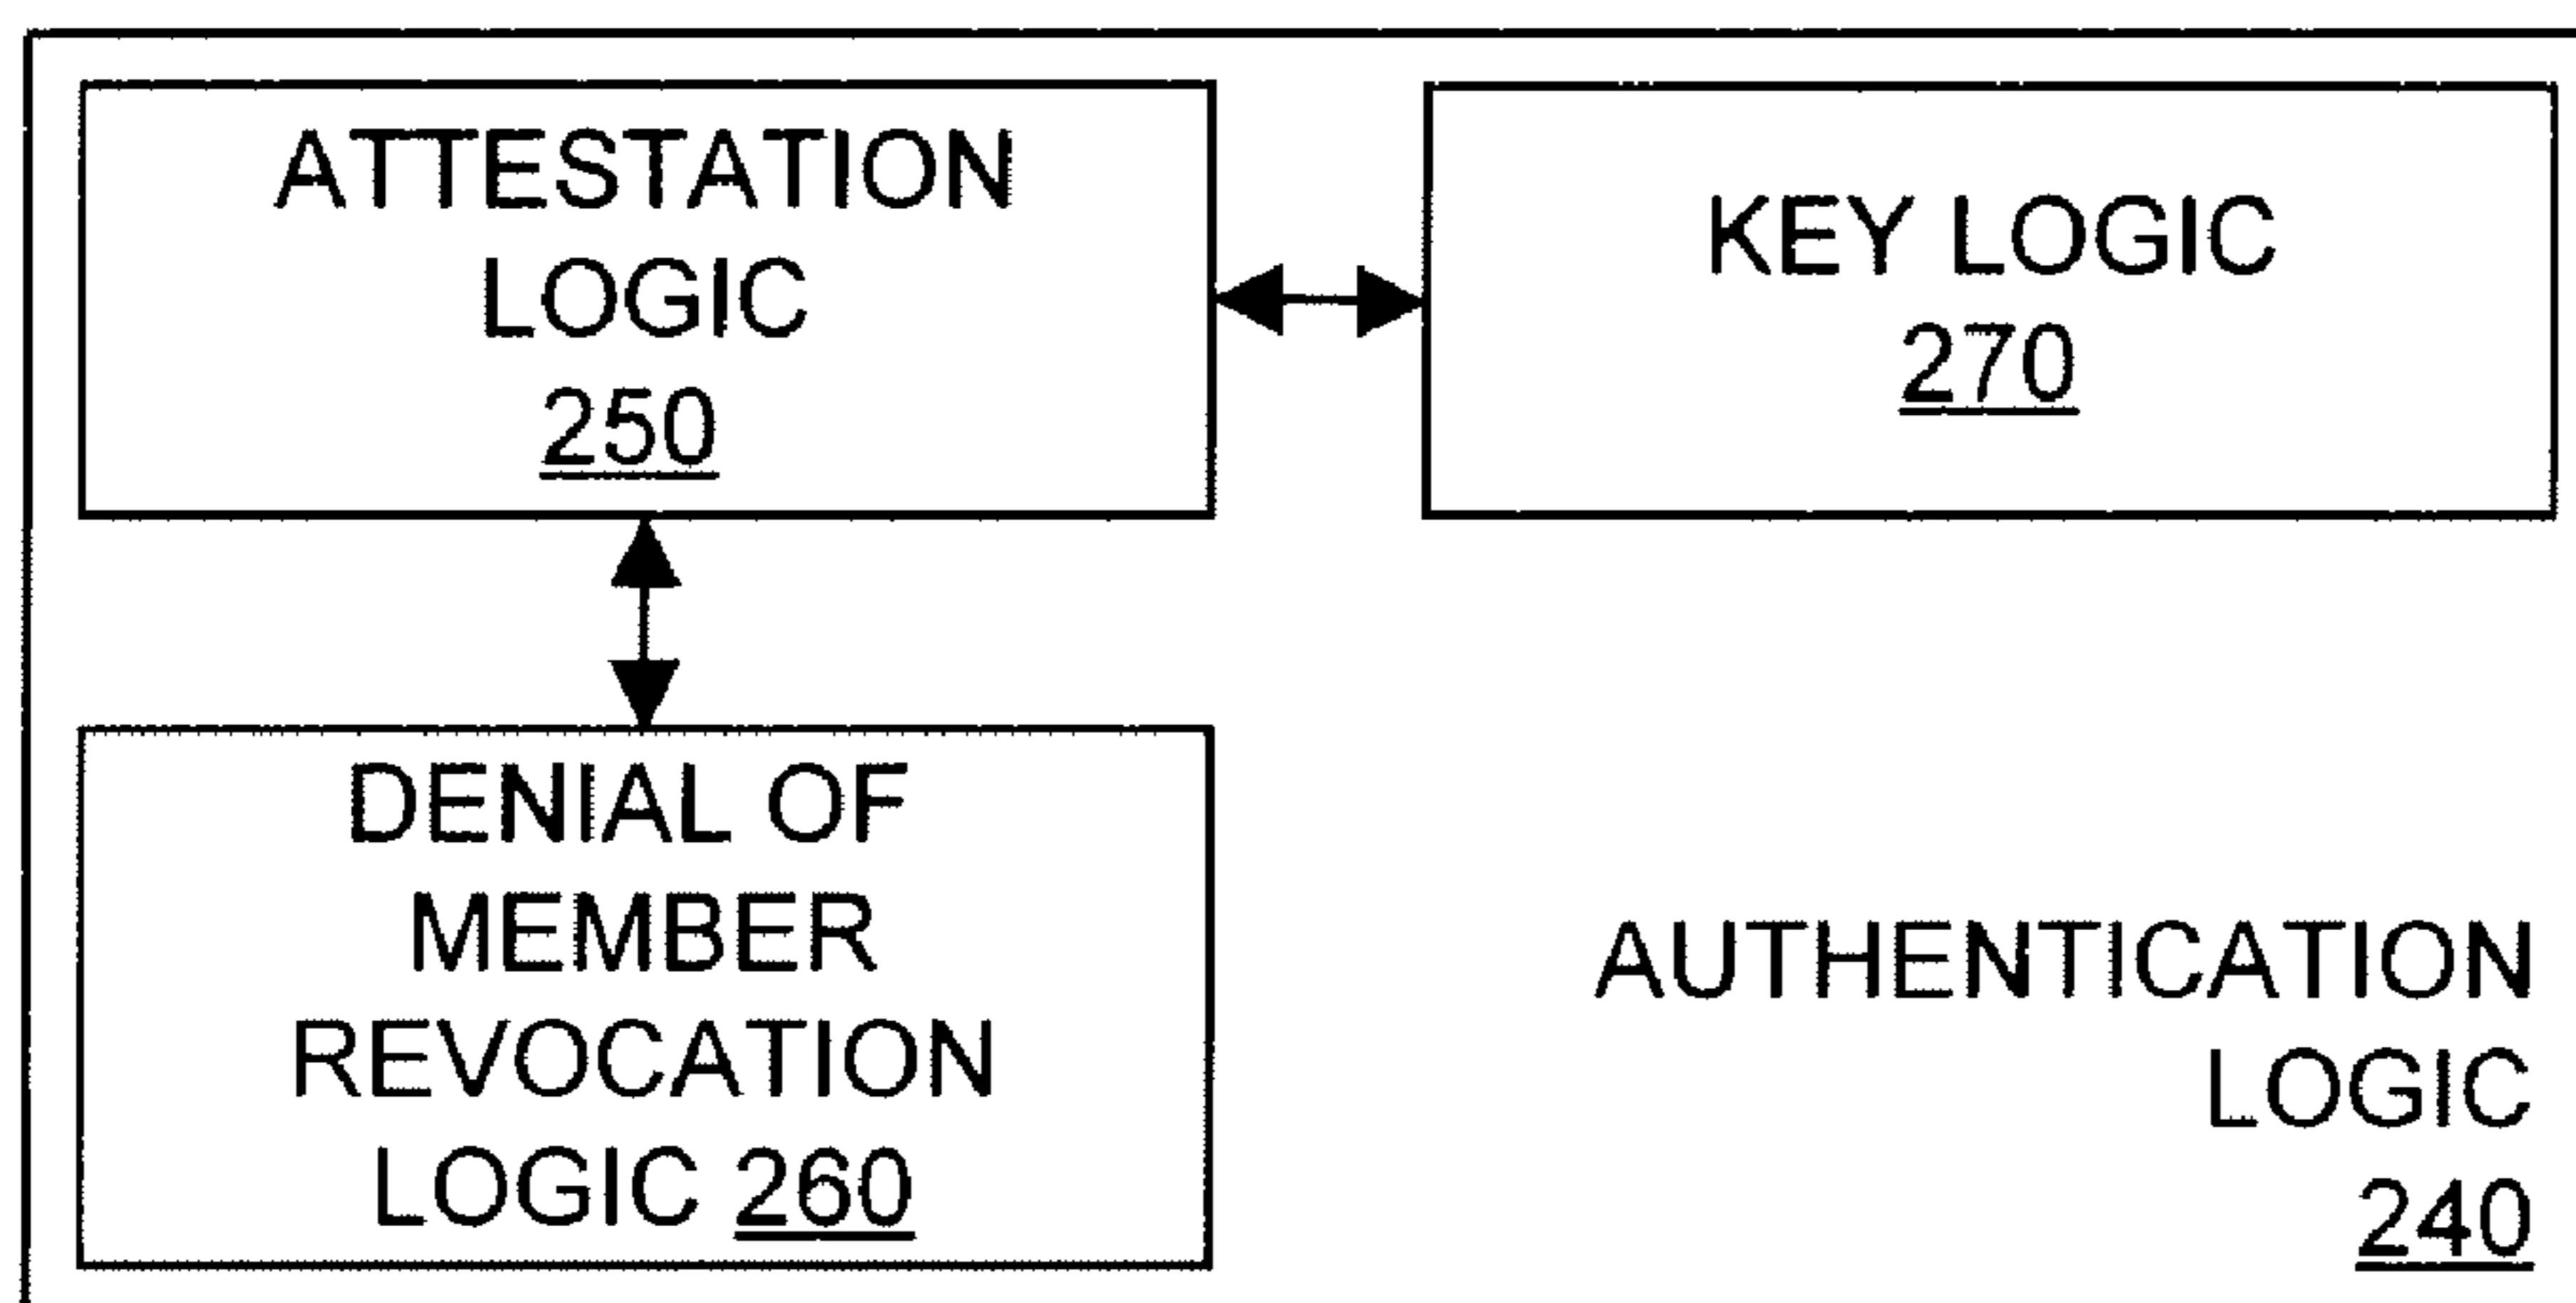 ATTESTATION
LOGIC
250
KEY LOGIC
270
DENIAL OF
MEMBER
REVOCATION
LOGIC 260
AUTHENTICATION
LOGIC
240